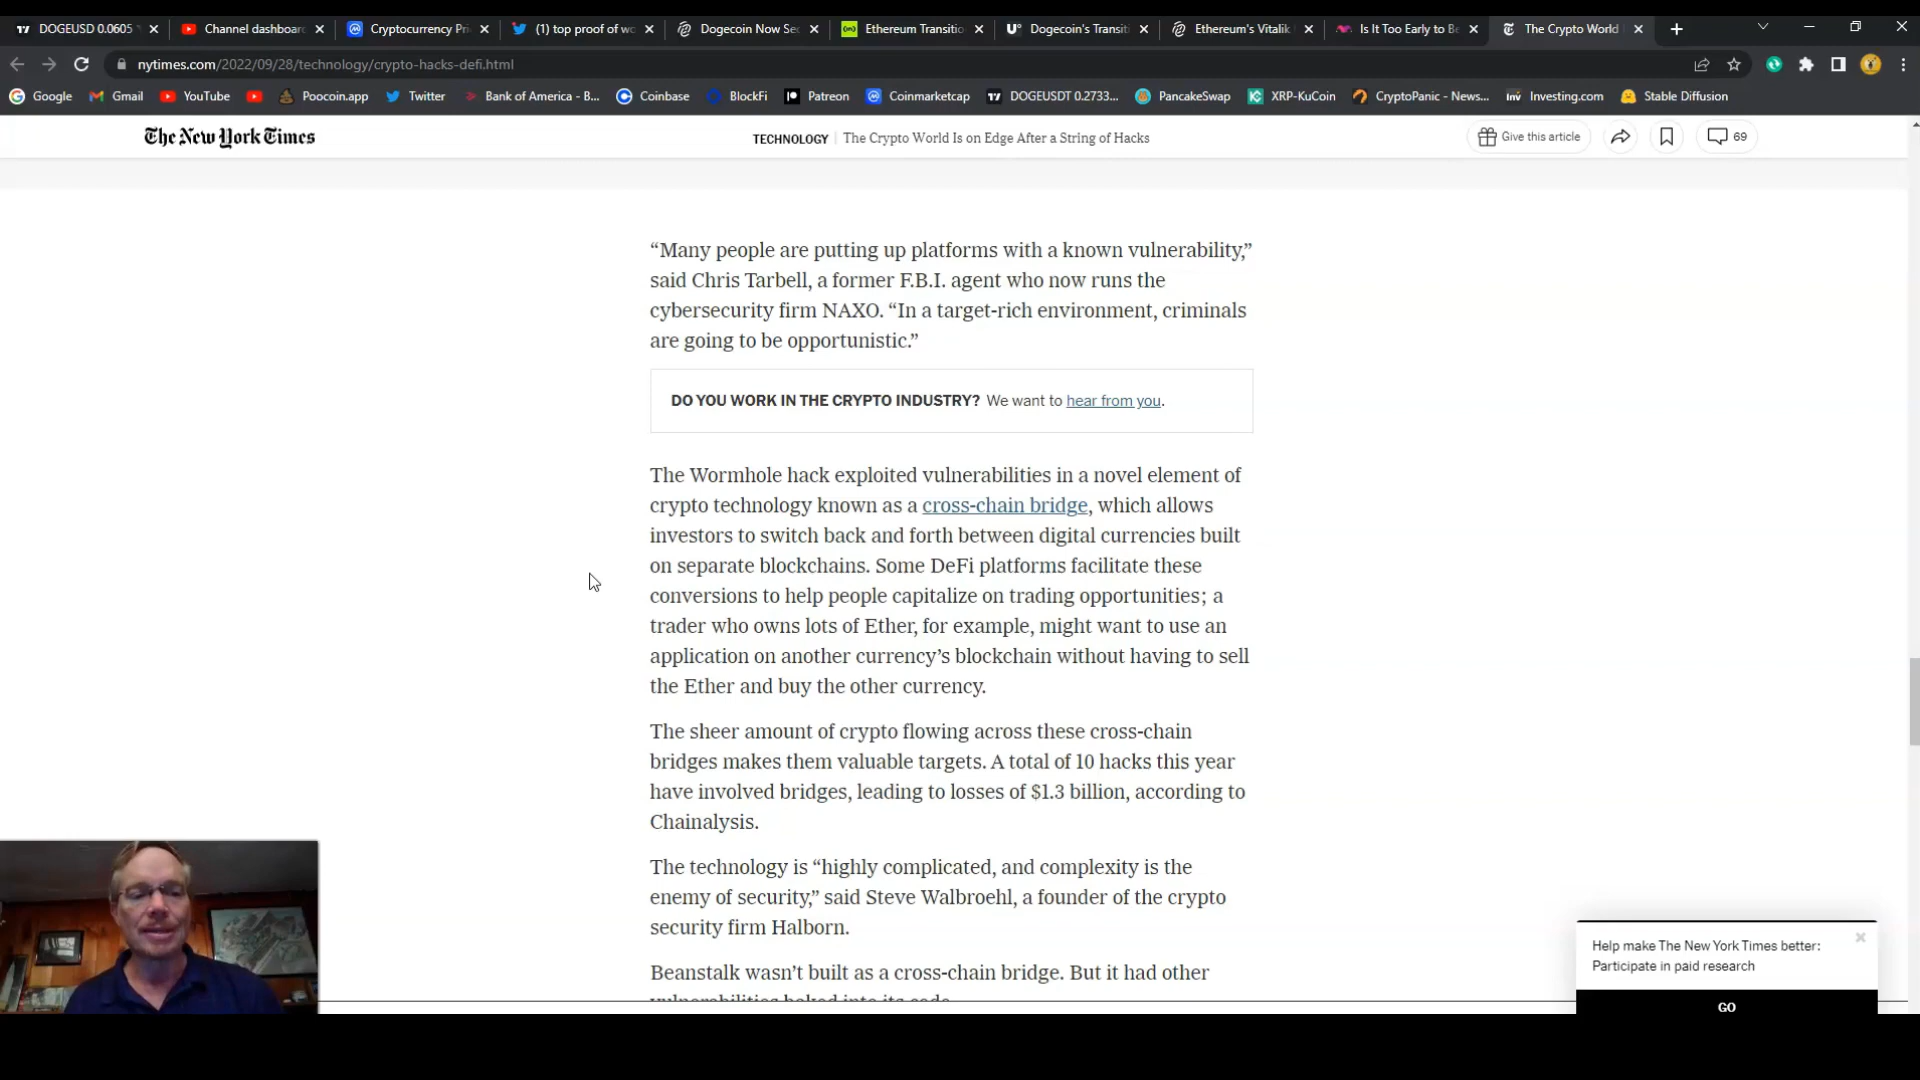 DOGEUSD 0.0605
Channel dashboar
Cryptocurrency Pri
(1) top proof of wo
Dogecoin Now Sec
Ethereum Transitio
Dogecoin's Transiti
Ethereum's Vitalik
Is It Too Early to Be
The Crypto World
nytimes.com/2022/09/28/technology/crypto-hacks-defi.html
Google
Gmail
YouTube
Poocoin.app
Twitter
Bank of America - B...
Coinbase
BlockFi
Patreon
Coinmarketcap
DOGEUSDT 0.2733...
PancakeSwap
XRP-KuCoin
CryptoPanic - News...
Inv Investing.com
Stable Diffusion
The New York Times
TECHNOLOGY | The Crypto World Is on Edge After a String of Hacks
Give this article
69
“Many people are putting up platforms with a known vulnerability,”
said Chris Tarbell, a former F.B.I. agent who now runs the
cybersecurity firm NAXO. “In a target-rich environment, criminals
are going to be opportunistic.”
DO YOU WORK IN THE CRYPTO INDUSTRY? We want to hear from you.
The Wormhole hack exploited vulnerabilities in a novel element of
crypto technology known as a cross-chain bridge, which allows
investors to switch back and forth between digital currencies built
on separate blockchains. Some DeFi platforms facilitate these
conversions to help people capitalize on trading opportunities; a
trader who owns lots of Ether, for example, might want to use an
application on another currency’s blockchain without having to sell
the Ether and buy the other currency.
The sheer amount of crypto flowing across these cross-chain
bridges makes them valuable targets. A total of 10 hacks this year
have involved bridges, leading to losses of $1.3 billion, according to
Chainalysis.
The technology is “highly complicated, and complexity is the
enemy of security,” said Steve Walbroehl, a founder of the crypto
security firm Halborn.
Beanstalk wasn’t built as a cross-chain bridge. But it had other
vulnerabilities baked into its code
Help make The New York Times better:
Participate in paid research
GO